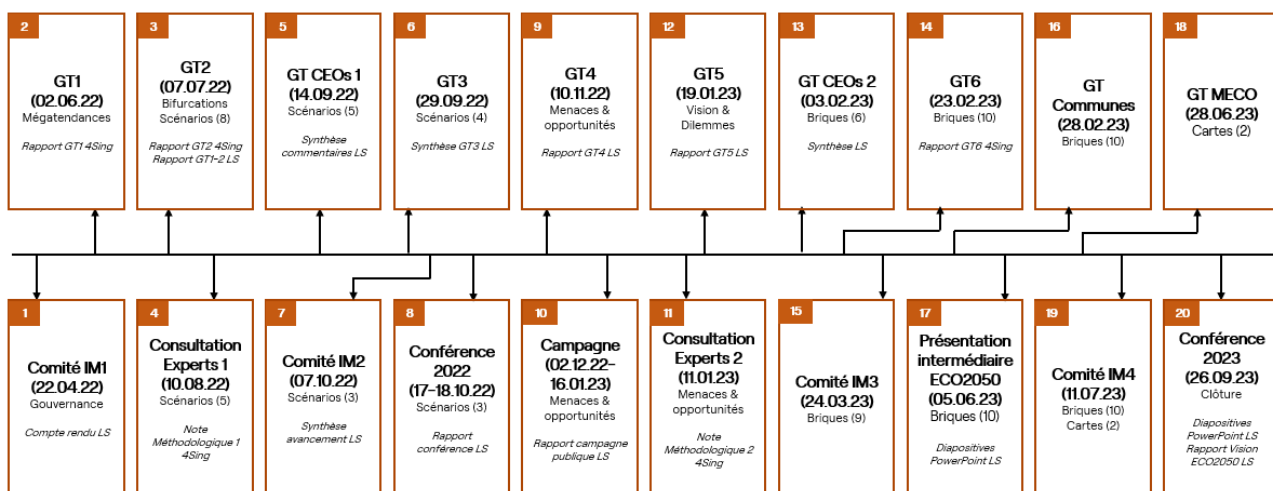 2
GT1
(02.06.22)
Mégatendances
Rapport GT1 4Sing
3
GT2
(07.07.22)
Bifurcations
Scénarios (8)
Rapport GT2 4Sing
Rapport GT1-2 LS
5
GT CEOs 1
(14.09.22)
Scénarios (5)
Synthèse
commentaires LS
6
GT3
(29.09.22)
Scénarios (4)
Synthèse GT3 LS
9
GT4
(10.11.22)
Menaces &
opportunités
Rapport GT4 LS
12
GT5
(19.01.23)
Vision &
Dilemmes
Rapport GT5 LS
13
GT CEOs 2
(03.02.23)
Briques (6)
Synthèse LS
14
GT6
(23.02.23)
Briques (10)
Rapport GT6 4Sing
16
GT
Communes
(28.02.23)
Briques (10)
18
GT MECO
(28.06.23)
Cartes (2)
1
Comité IM1
(22.04.22)
Gouvernance
Compte rendu LS
4
Consultation
Experts 1
(10.08.22)
Scénarios (5)
Note
Méthodologique 1
4Sing
7
Comité IM2
(07.10.22)
Scénarios (3)
Synthèse
avancement LS
8
Conférence
2022
(17-18.10.22)
Scénarios (3)
Rapport
conférence LS
10
Campagne
(02.12.22-
16.01.23)
Menaces &
opportunités
Rapport campagne
publique LS
11
Consultation
Experts 2
(11.01.23)
Menaces &
opportunités
Note
Méthodologique 2
4Sing
15
Comité IM3
(24.03.23)
Briques (9)
17
Présentation
intermédiaire
ECO2050
(05.06.23)
Briques (10)
Diapositives
PowerPoint LS
19
Comité IM4
(11.07.23)
Briques (10)
Cartes (2)
20
Conférence
2023
(26.09.23)
Clôture
Diapositives
PowerPoint LS
Rapport Vision
ECO2050 LS